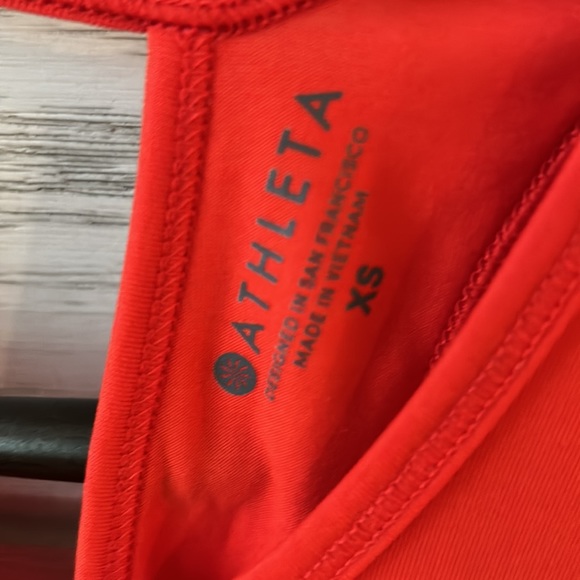 ATHLETA
DESIGNED IN SAN FRANCISCO
MADE IN VIETNAM
XS